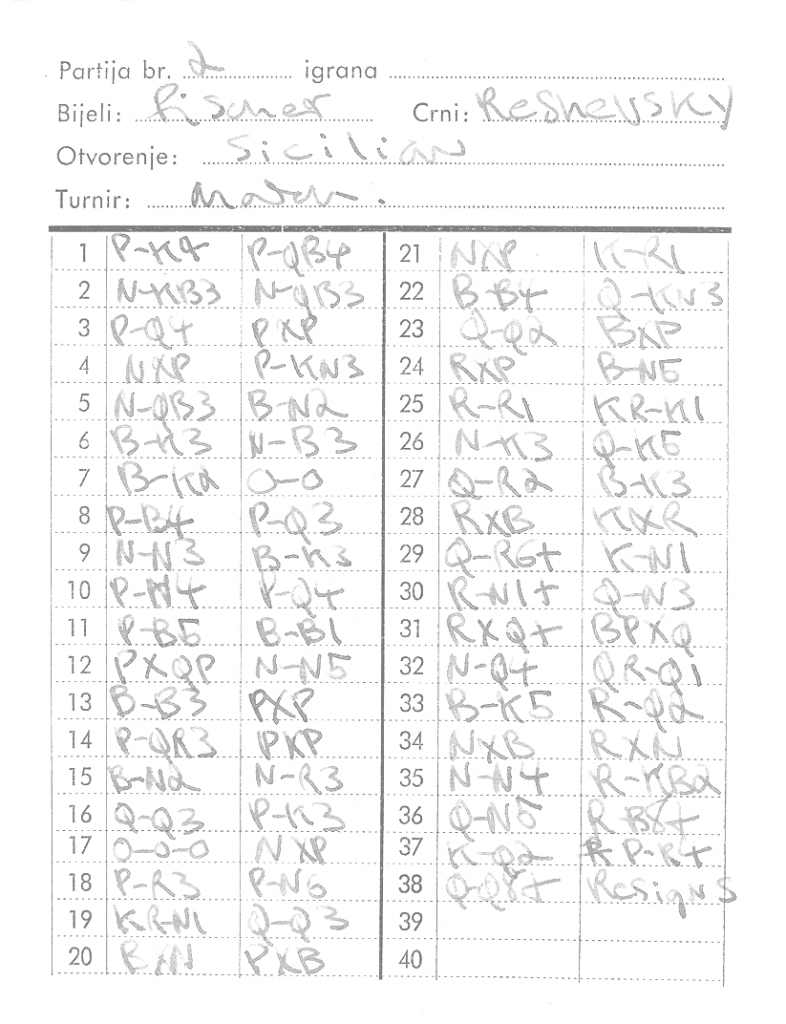 Partija br. 2 igrana
Bijeli: Fischer Crni: Reshevsky
Otvorenje: Sicilian
Turnir: Match.
1 P-K4 P-QB4
2 N-KB3 N-QB3
3 P-Q4 PXP
4 NXP P-KN3
5 N-QB3 B-N2
6 B-K3 N-B3
7 B-K2 O-O
8 P-B4 P-Q3
9 N-N3 B-K3
10 P-N4 P-Q4
11 P-B5 B-B1
12 PXQP N-N5
13 B-B3 PXP
14 P-QR3 PXP
15 B-N2 N-R3
16 Q-Q3 P-K3
17 O-O-O NXP
18 P-R3 P-N6
19 KR-N1 Q-Q3
20 BXN PXB
21 NXP K-R1
22 B-B4 Q-KN3
23 Q-Q2 BXP
24 RXP B-N5
25 R-R1 KR-K1
26 N-K3 Q-K5
27 Q-R2 B-K3
28 RXB KXR
29 Q-R6+ K-N1
30 R-N1+ Q-N3
31 RXQ+ BPXQ
32 N-Q4 QR-Q1
33 B-K5 R-Q2
34 NXB RXN
35 N-N4 R-KB2
36 Q-N5 R-B8+
37 K-Q2 P-R4
38 Q-Q8+ Resigns
39
40